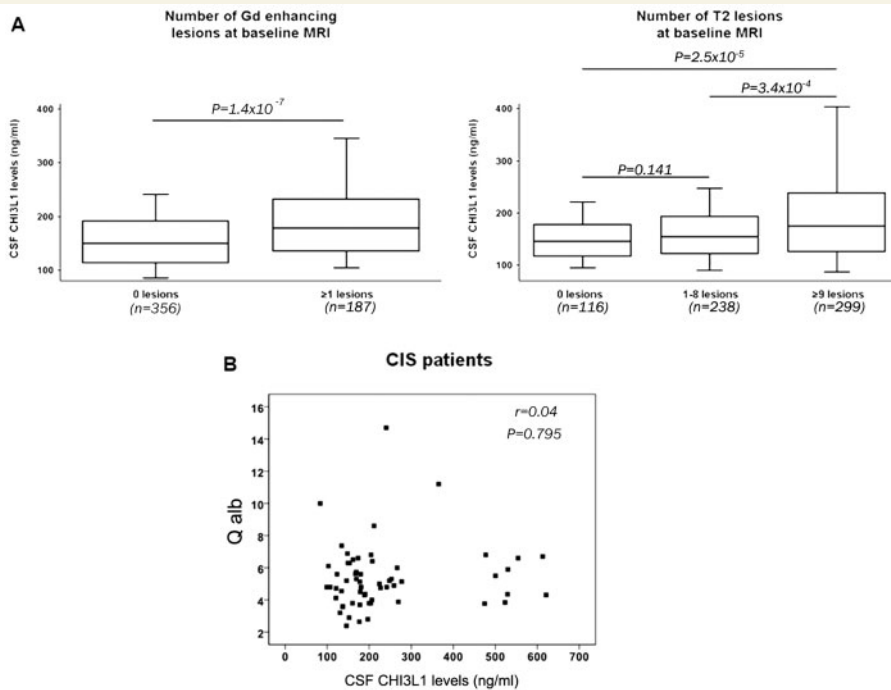 A
Number of Gd enhancing
lesions at baseline MRI
P=1.4x10-7
CSF CHI3L1 levels (ng/ml)
400
300
200
100
0 lesions
(n=356)
≥1 lesions
(n=187)
Number of T2 lesions
at baseline MRI
P=2.5x10-5
P=3.4x10-4
P=0.141
CSF CHI3L1 levels (ng/ml)
400
300
200
100
0 lesions
(n=116)
1-8 lesions
(n=238)
≥9 lesions
(n=299)
B
CIS patients
r=0.04
P=0.795
Q alb
16
14
12
10
8
6
4
2
0 100 200 300 400 500 600 700
CSF CHI3L1 levels (ng/ml)